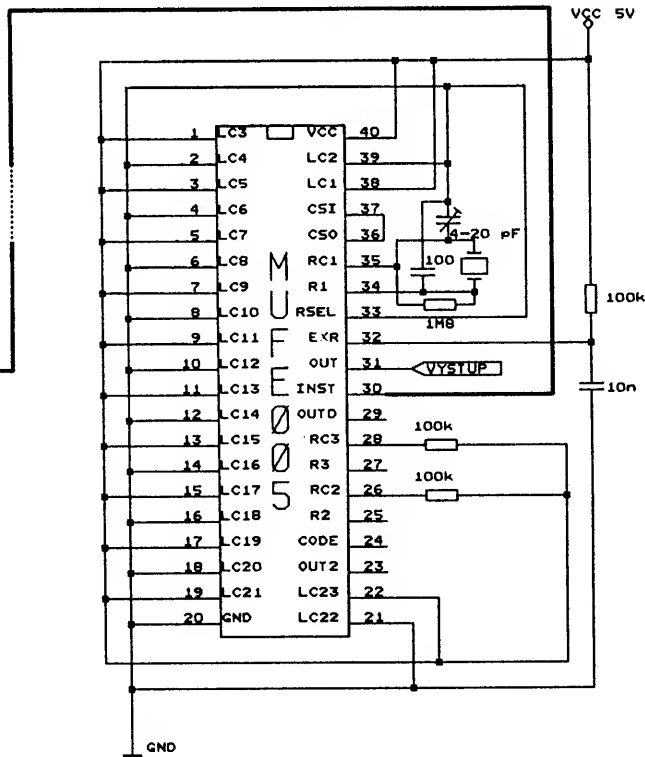 VCC 5V
1 LC3 VCC 40
2 LC4 LC2 39
3 LC5 LC1 38
4 LC6 CSI 37
5 LC7 CSO 36
4-20 pF
6 LC8 RC1 35
100
7 LC9 R1 34
8 LC10 RSEL 33
1M8
100k
9 LC11 EXR 32
10 LC12 OUT 31
VYSTUP
11 LC13 INST 30
10n
12 LC14 OUTD 29
13 LC15 RC3 28
100k
14 LC16 R3 27
15 LC17 RC2 26
100k
16 LC18 R2 25
17 LC19 CODE 24
18 LC20 OUT2 23
19 LC21 LC23 22
20 GND LC22 21
MUFE005
GND